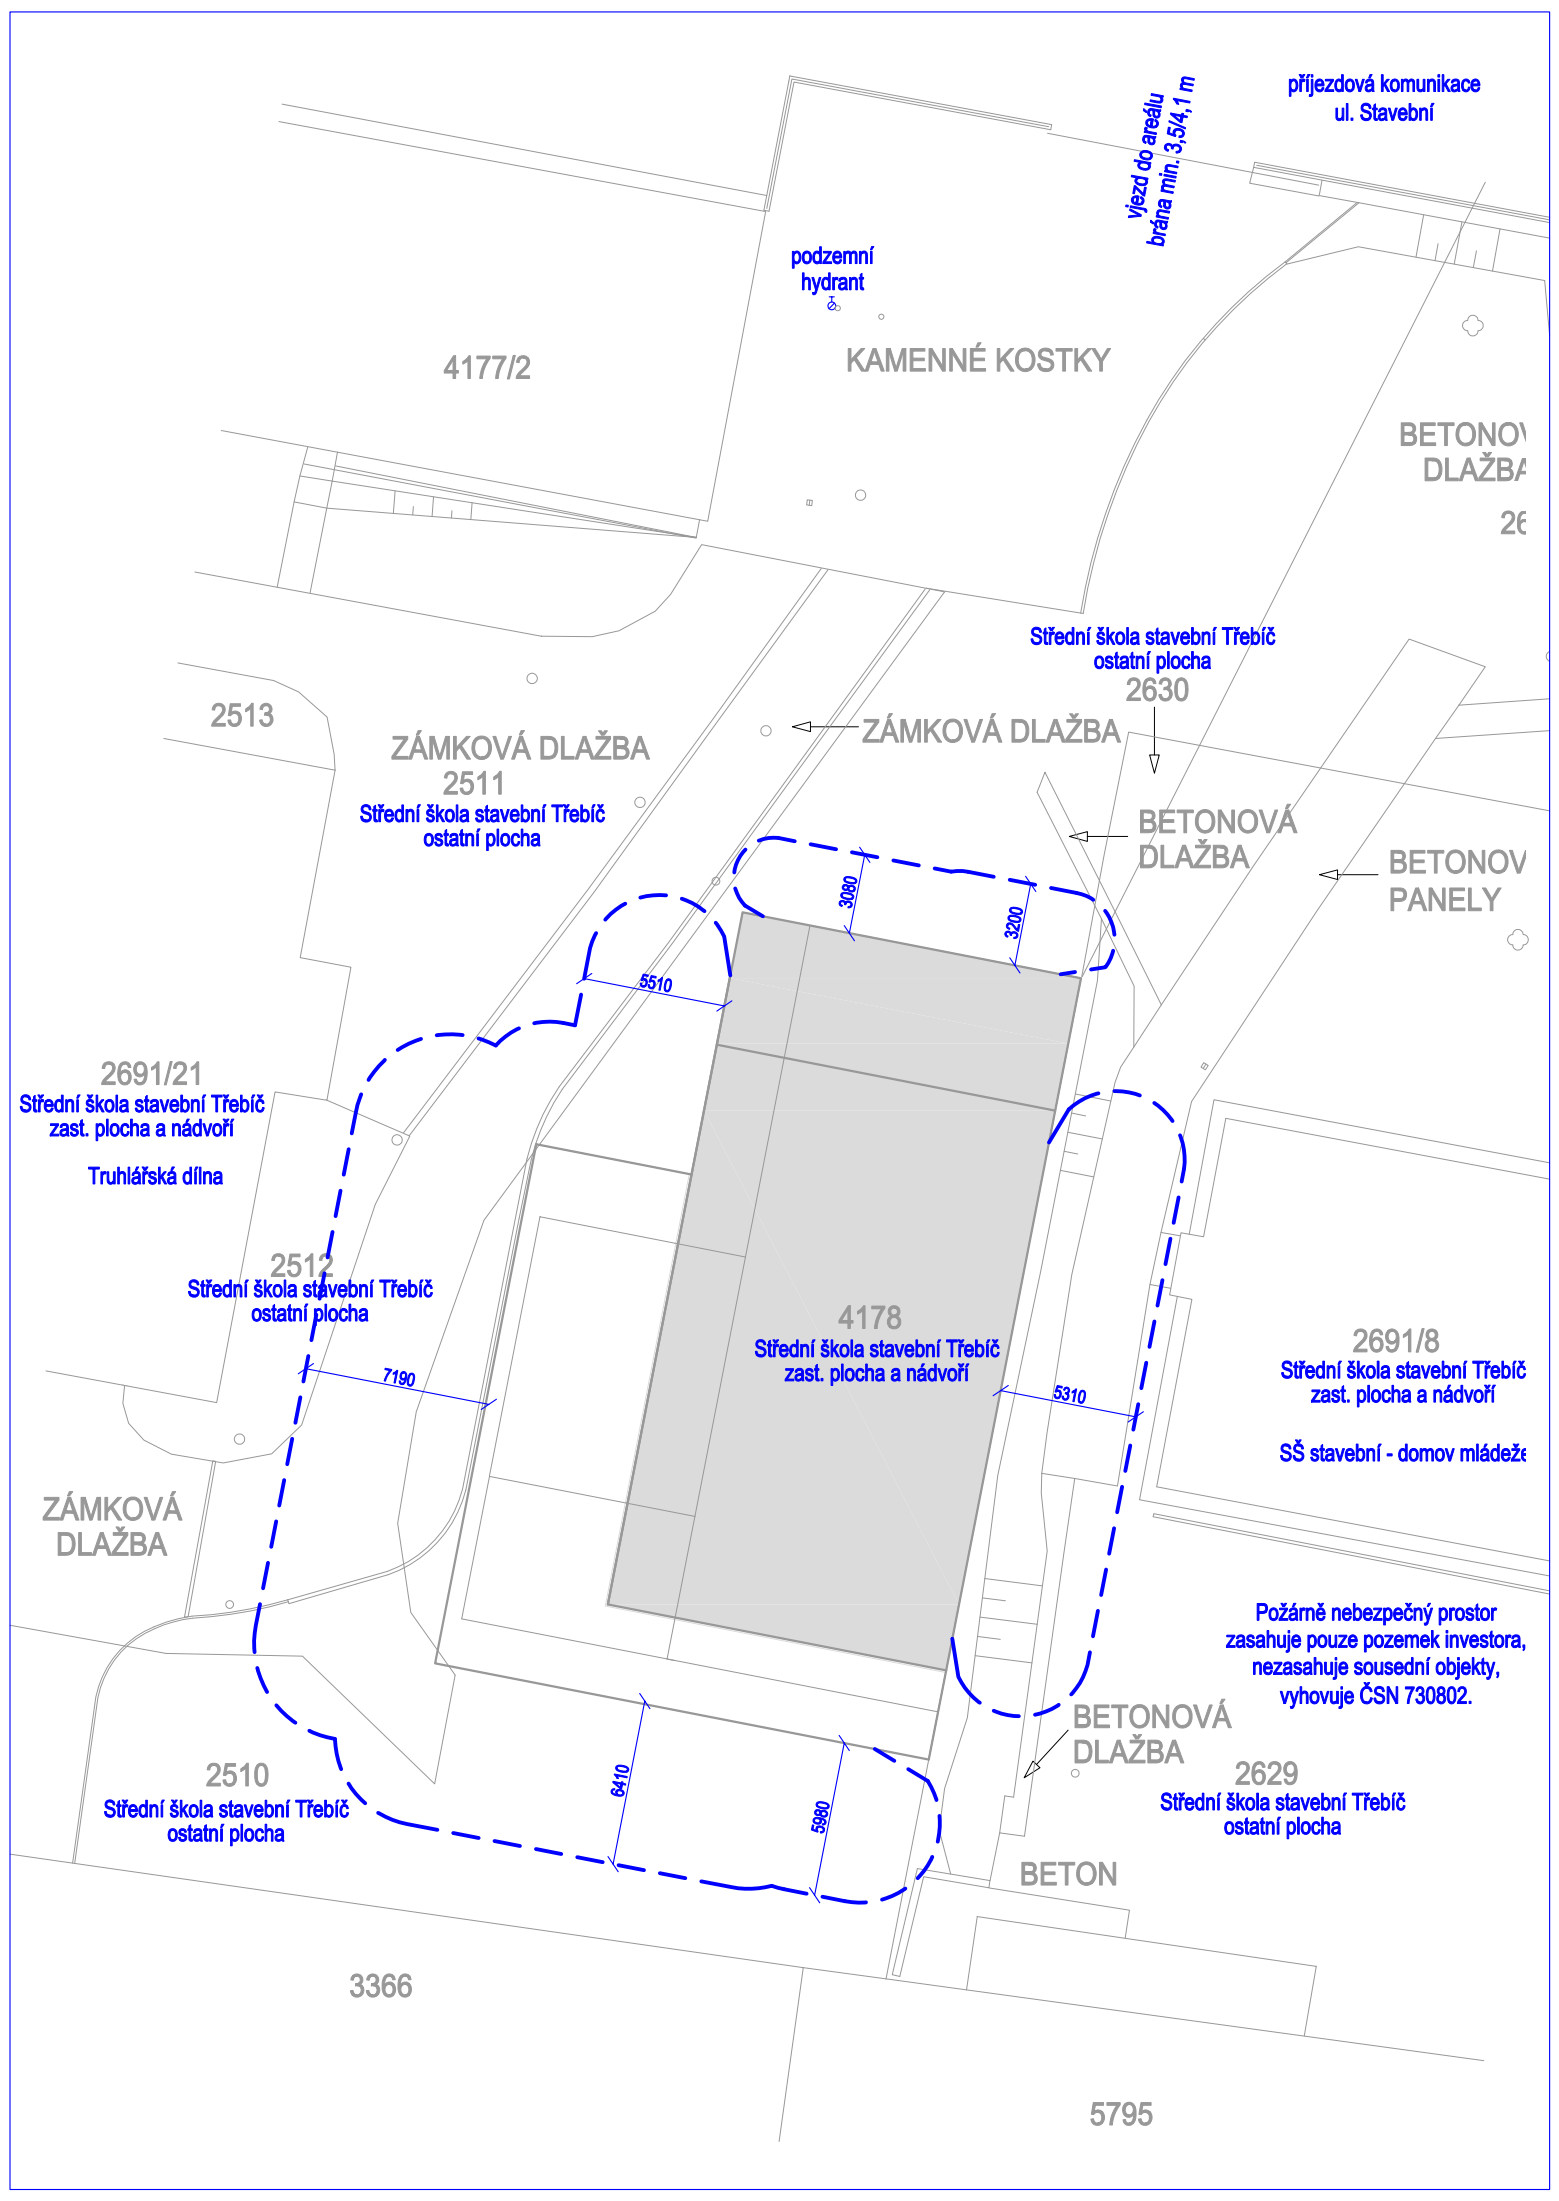 příjezdová komunikace
ul. Stavební
vjezd do areálu
brána min. 3,5/4,1 m
podzemní
hydrant
4177/2
KAMENNÉ KOSTKY
BETONOV
DLAŽBA
26
Střední škola stavební Třebíč
ostatní plocha
2630
2513
ZÁMKOVÁ DLAŽBA
2511
Střední škola stavební Třebíč
ostatní plocha
ZÁMKOVÁ DLAŽBA
BETONOVÁ
DLAŽBA
BETONOV
PANELY
3080
3200
5510
2691/21
Střední škola stavební Třebíč
zast. plocha a nádvoří
Truhlářská dílna
2512
Střední škola stavební Třebíč
ostatní plocha
4178
Střední škola stavební Třebíč
zast. plocha a nádvoří
7190
5310
2691/8
Střední škola stavební Třebíč
zast. plocha a nádvoří
SŠ stavební - domov mládeže
ZÁMKOVÁ
DLAŽBA
Požárně nebezpečný prostor
zasahuje pouze pozemek investora,
nezasahuje sousední objekty,
vyhovuje ČSN 730802.
BETONOVÁ
DLAŽBA
2510
Střední škola stavební Třebíč
ostatní plocha
6410
5980
2629
Střední škola stavební Třebíč
ostatní plocha
BETON
3366
5795